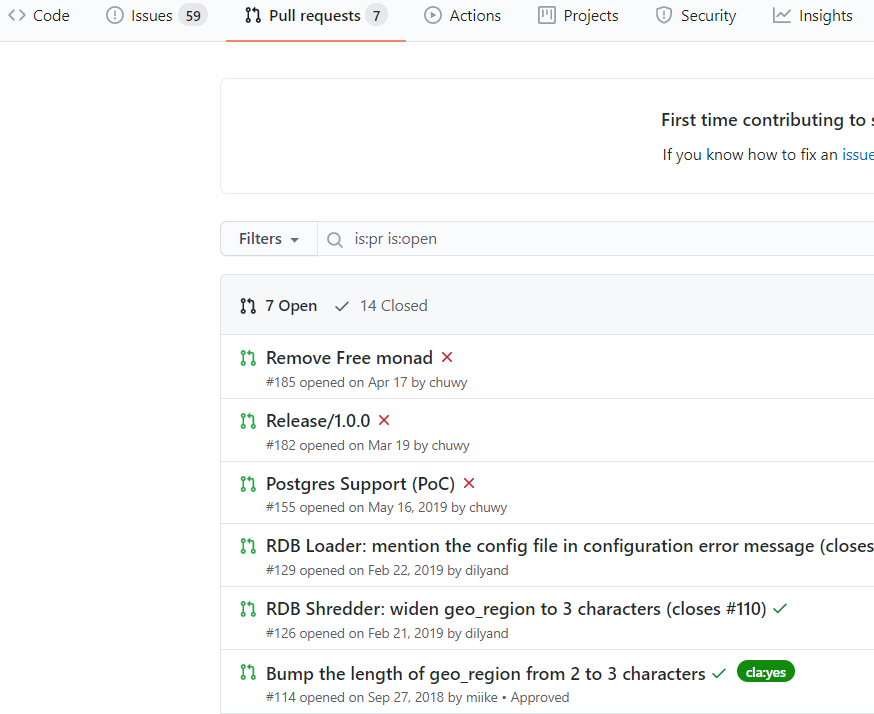 Code Issues 59 Pull requests 7 Actions Projects Security Insights
First time contributing to s
If you know how to fix an issue
Filters is:pr is:open
7 Open 14 Closed
Remove Free monad
#185 opened on Apr 17 by chuwy
Release/1.0.0
#182 opened on Mar 19 by chuwy
Postgres Support (PoC)
#155 opened on May 16, 2019 by chuwy
RDB Loader: mention the config file in configuration error message (closes
#129 opened on Feb 22, 2019 by dilyand
RDB Shredder: widen geo_region to 3 characters (closes #110)
#126 opened on Feb 21, 2019 by dilyand
Bump the length of geo_region from 2 to 3 characters cla:yes
#114 opened on Sep 27, 2018 by miike • Approved